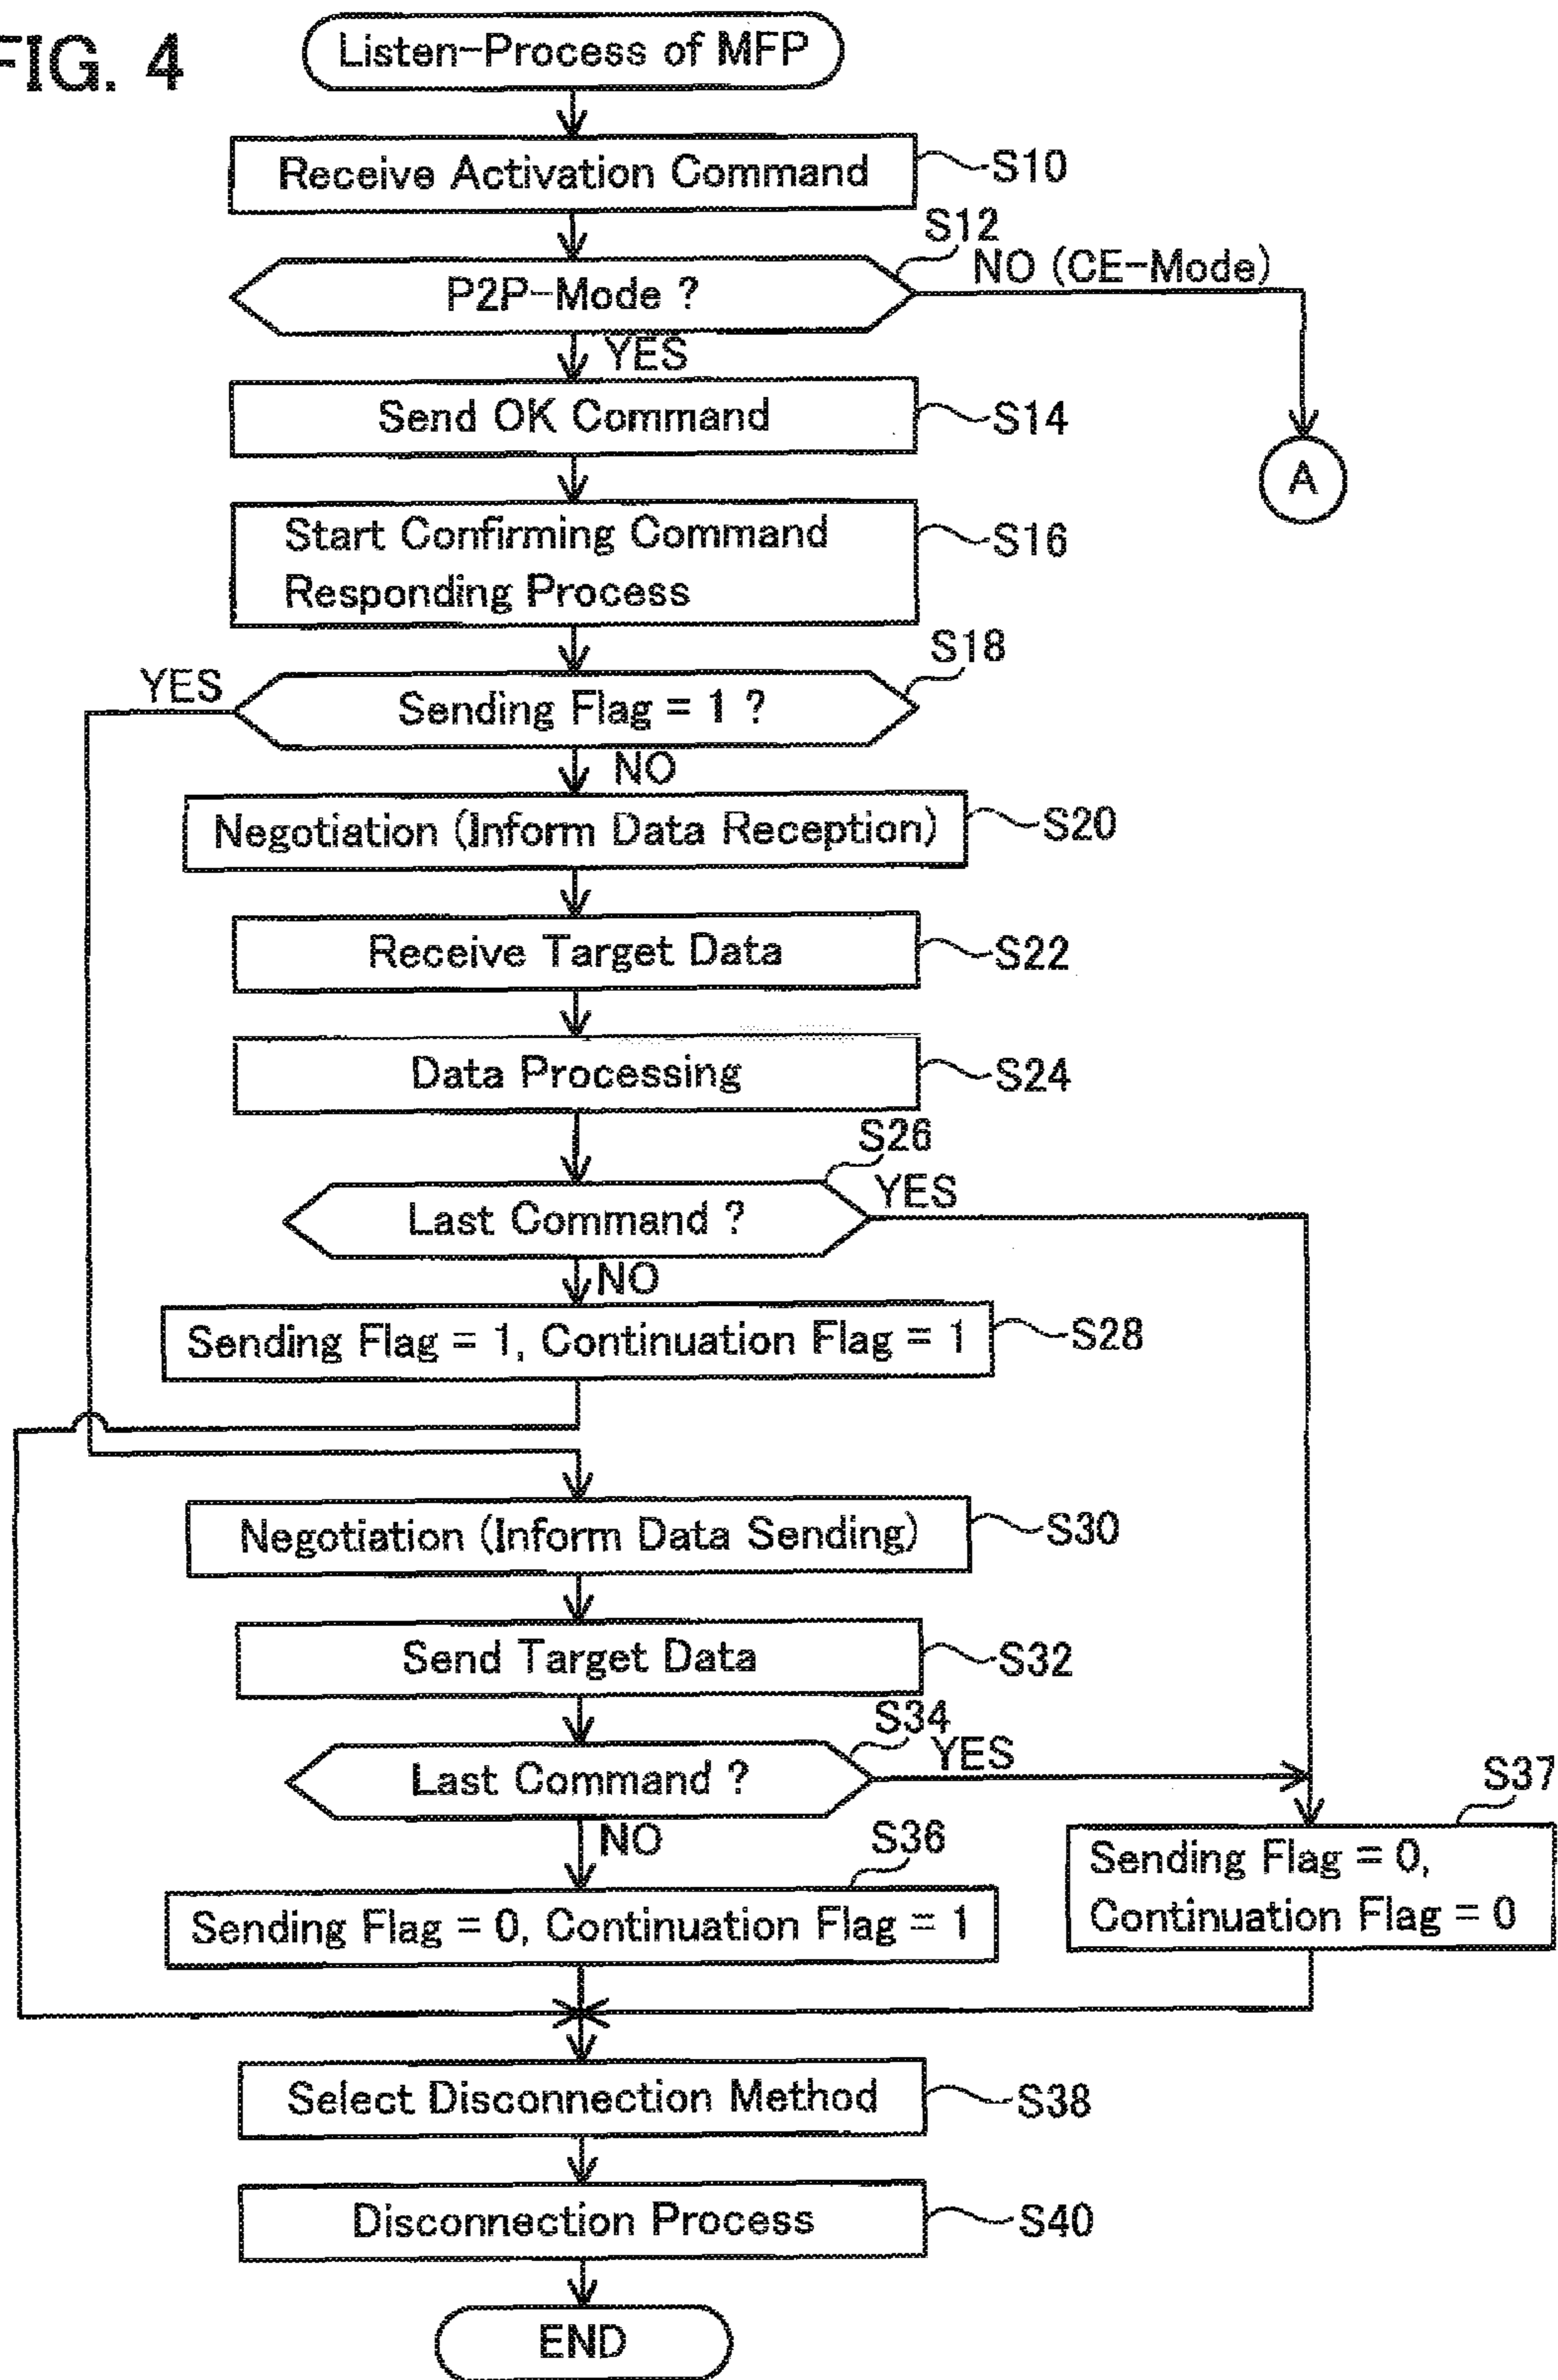 FIG. 4
Listen-Process of MFP
Receive Activation Command
S10
S12
P2P-Mode ?
NO (CE-Mode)
YES
Send OK Command
S14
A
Start Confirming Command
Responding Process
S16
S18
YES
Sending Flag = 1 ?
NO
Negotiation (Inform Data Reception)
S20
Receive Target Data
S22
Data Processing
S24
S26
Last Command ?
YES
NO
Sending Flag = 1, Continuation Flag = 1
S28
Negotiation (Inform Data Sending)
S30
Send Target Data
S32
S34
Last Command ?
YES
S37
NO
S36
Sending Flag = 0,
Continuation Flag = 0
Sending Flag = 0, Continuation Flag = 1
Select Disconnection Method
S38
Disconnection Process
S40
END